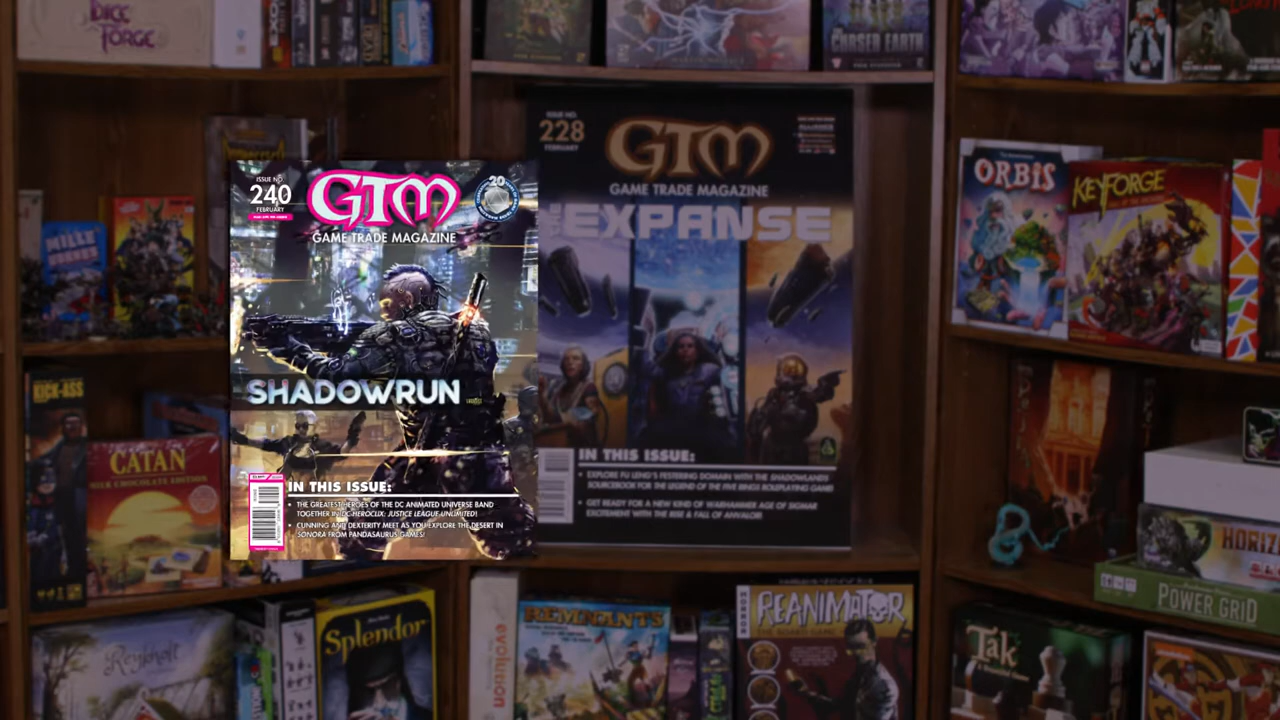 DICE
FORGE
CURSED EARTH
ISSUE NO.
228
FEBRUARY
GTM
GAME TRADE MAGAZINE
THE EXPANSE
IN THIS ISSUE:
• EXPLORE FU LENG'S FESTERING DOMAIN WITH THE SHADOWLANDS
SOURCEBOOK FOR THE LEGEND OF THE FIVE RINGS ROLEPLAYING GAME!
• GET READY FOR A NEW KIND OF WARHAMMER AGE OF SIGMAR
EXCITEMENT WITH THE RISE & FALL OF ANVALOR!
ISSUE NO.
240
FEBRUARY
GTM
GAME TRADE MAGAZINE
20
SHADOWRUN
IN THIS ISSUE:
• THE GREATEST HEROES OF THE DC ANIMATED UNIVERSE BAND
TOGETHER IN DC HEROCLIX: JUSTICE LEAGUE UNLIMITED!
• CUNNING AND DEXTERITY MEET AS YOU EXPLORE THE DESERT IN
SONORA FROM PANDASAURUS GAMES!
ORBIS
KEYFORGE
MILLE
BORNES
KICK-ASS
CATAN
MILK CHOCOLATE EDITION
HORIZ
POWER GRID
Splendor
evolution
REMNANTS
HORROR
REANIMATOR
THE BOARD GAME
Tak